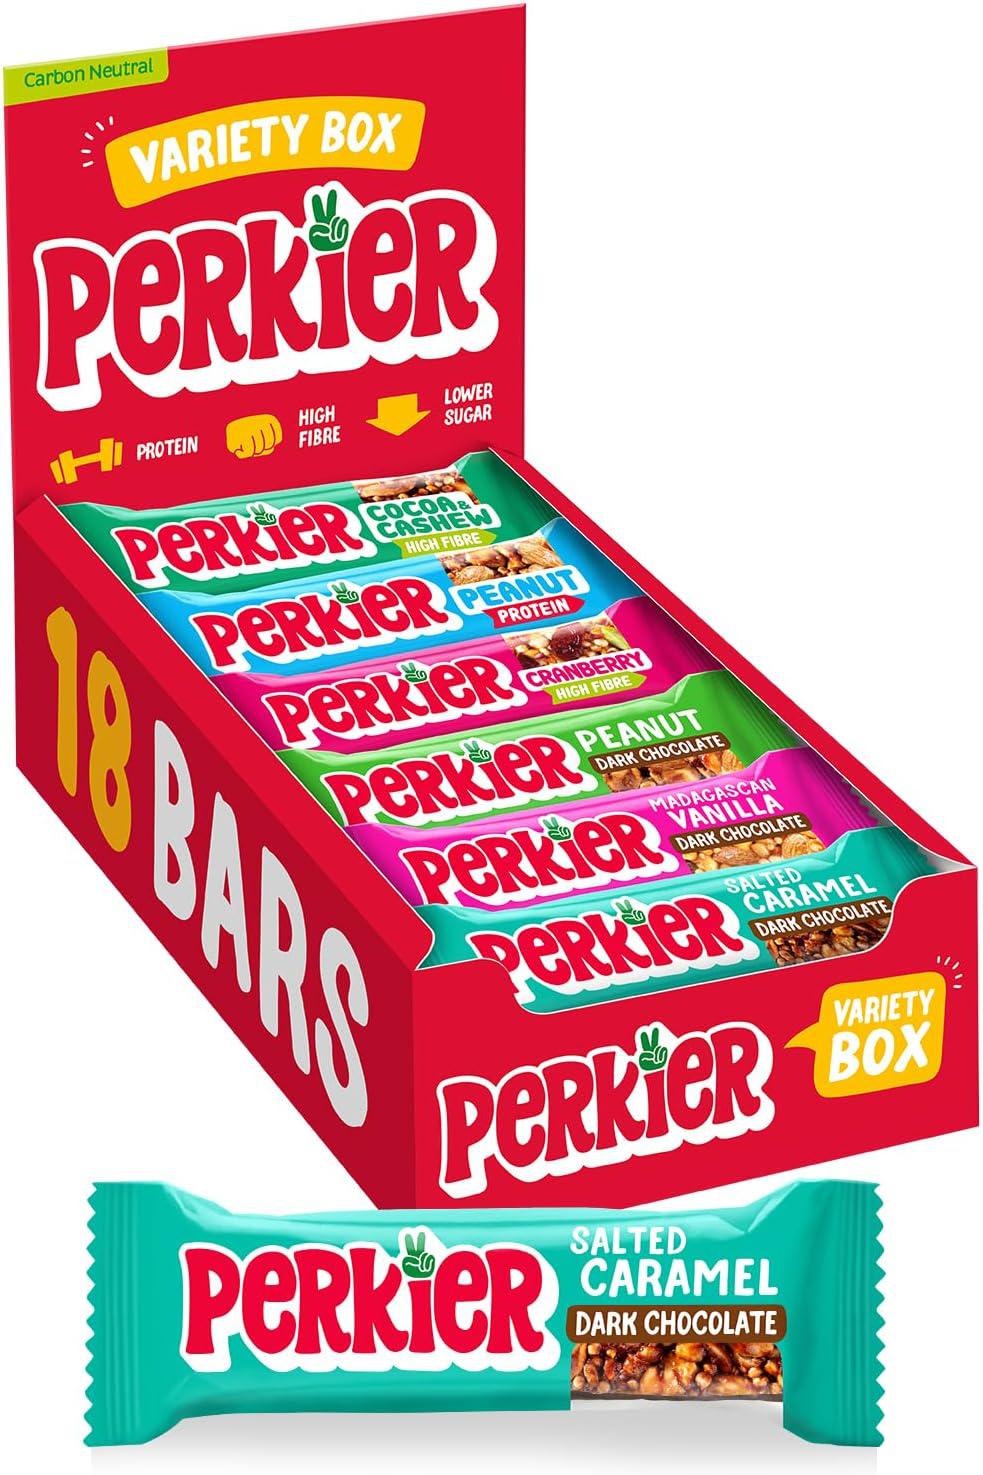 Carbon Neutral
VARIETY BOX
PERKIER
PROTEIN
HIGH
FIBRE
LOWER
SUGAR
PERKIER
COCOA &
CASHEW
HIGH FIBRE
PERKIER
PEANUT
PROTEIN
PERKIER
CRANBERRY
HIGH FIBRE
PERKIER
PEANUT
DARK CHOCOLATE
PERKIER
MADAGASCAN
VANILLA
DARK CHOCOLATE
PERKIER
SALTED
CARAMEL
DARK CHOCOLATE
18 BARS
PERKIER
VARIETY
BOX
PERKIER
SALTED
CARAMEL
DARK CHOCOLATE